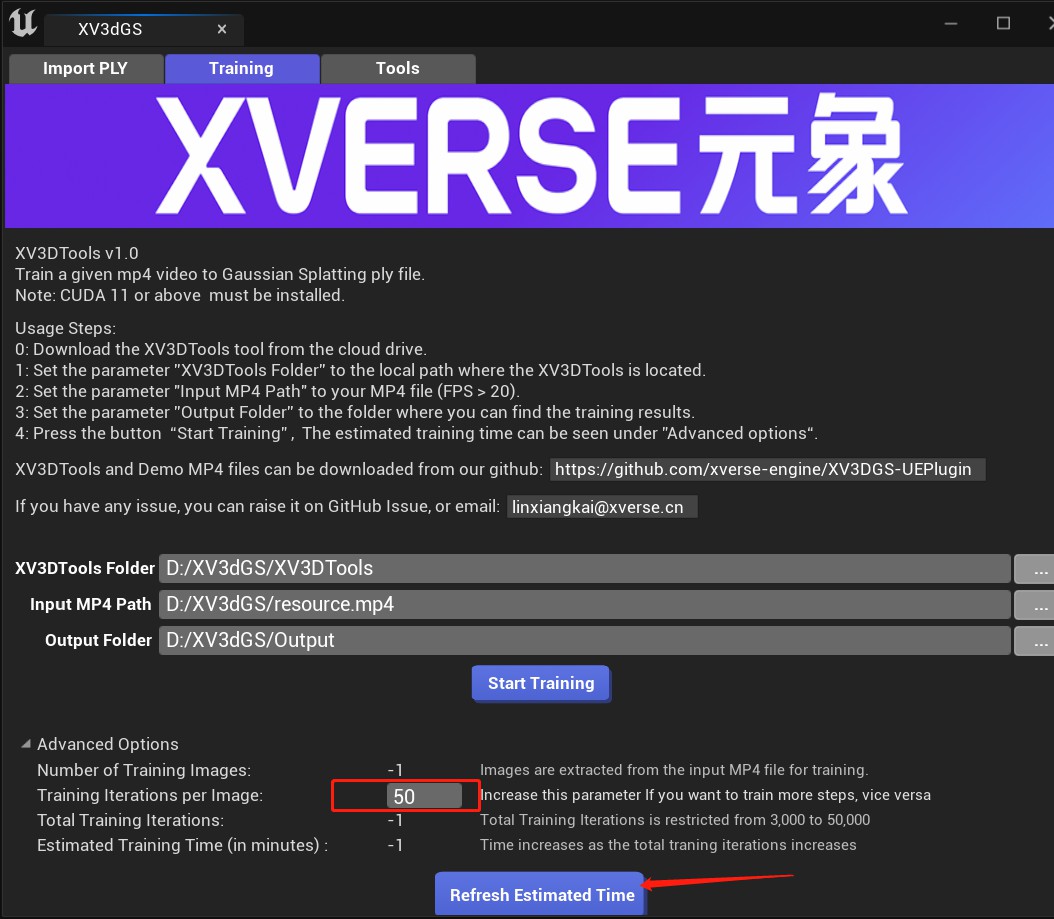 XV3dGS
Import PLY
Training
Tools
XVERSE元象
XV3DTools v1.0
Train a given mp4 video to Gaussian Splatting ply file.
Note: CUDA 11 or above  must be installed.
Usage Steps:
0: Download the XV3DTools tool from the cloud drive.
1: Set the parameter "XV3DTools Folder" to the local path where the XV3DTools is located.
2: Set the parameter "Input MP4 Path" to your MP4 file (FPS > 20).
3: Set the parameter "Output Folder" to the folder where you can find the training results.
4: Press the button  “Start Training” ,  The estimated training time can be seen under "Advanced options“.
XV3DTools and Demo MP4 files can be downloaded from our github: https://github.com/xverse-engine/XV3DGS-UEPlugin
If you have any issue, you can raise it on GitHub Issue, or email: linxiangkai@xverse.cn
XV3DTools Folder D:/XV3dGS/XV3DTools ...
Input MP4 Path D:/XV3dGS/resource.mp4 ...
Output Folder D:/XV3dGS/Output ...
Start Training
Advanced Options
Number of Training Images: -1 Images are extracted from the input MP4 file for training.
Training Iterations per Image: 50 Increase this parameter If you want to train more steps, vice versa
Total Training Iterations: -1 Total Training Iterations is restricted from 3,000 to 50,000
Estimated Training Time (in minutes) : -1 Time increases as the total traning iterations increases
Refresh Estimated Time